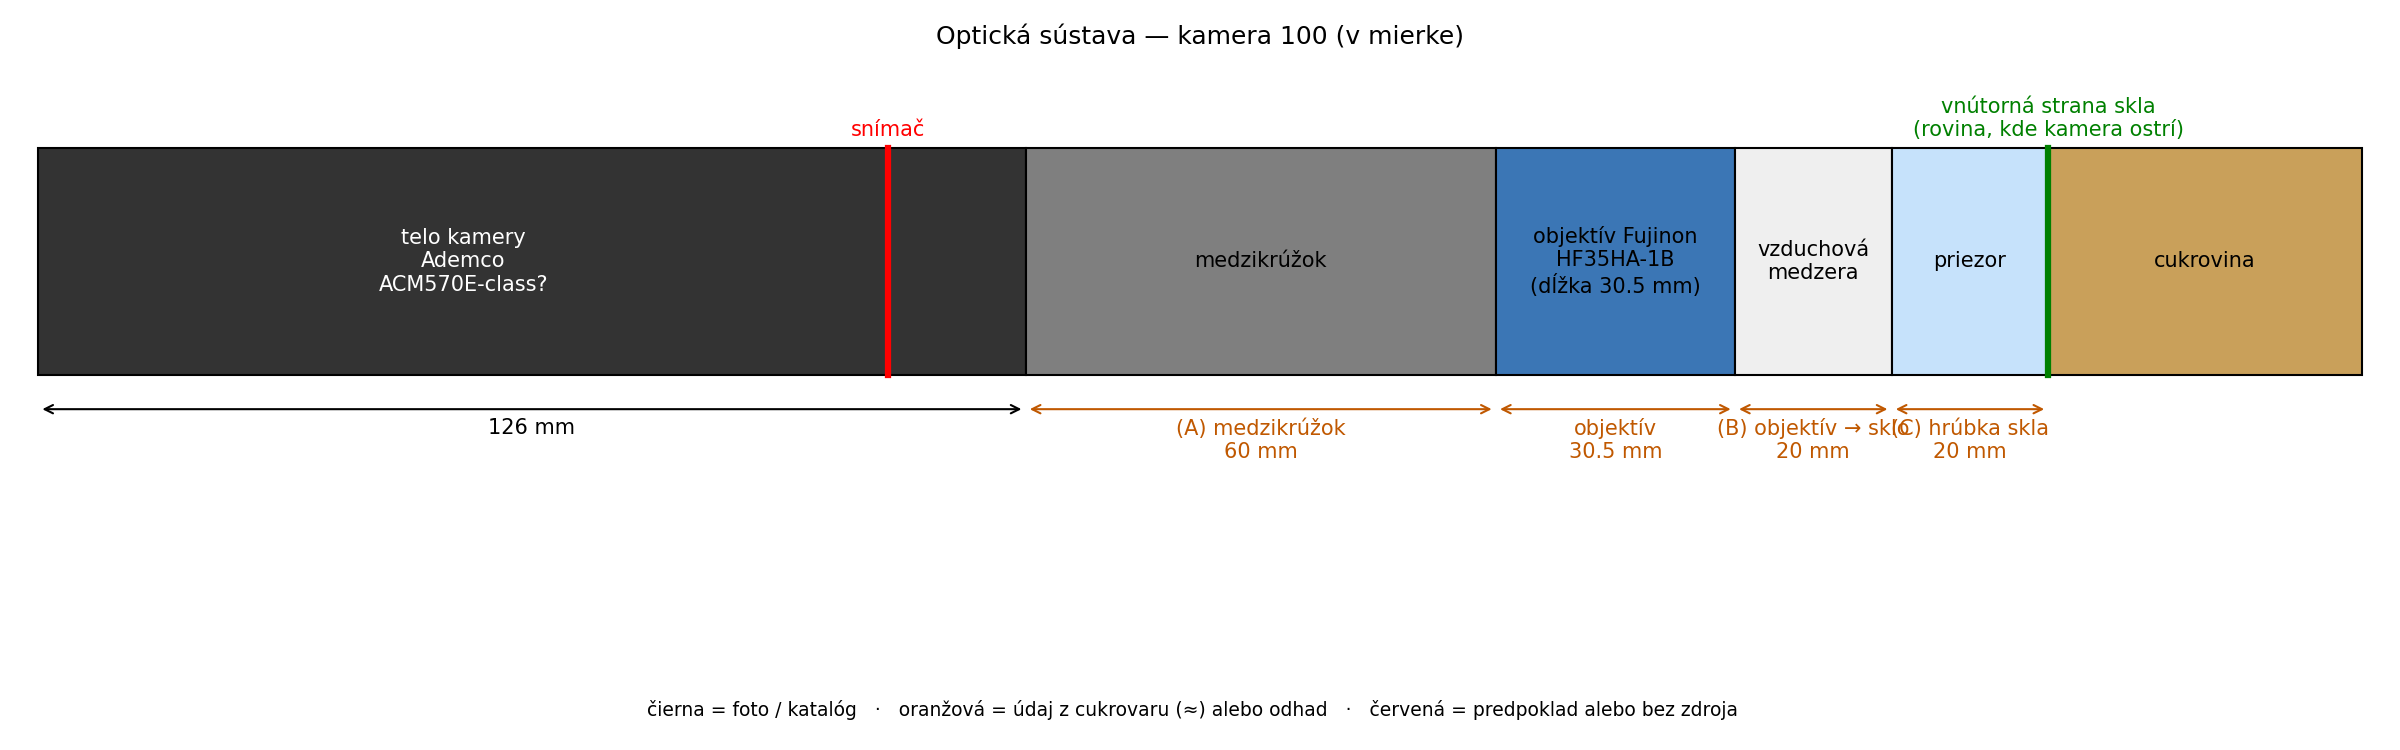 Optická sústava — kamera 100 (v mierke)
vnútorná strana skla
(rovina, kde kamera ostrí)
snímač
telo kamery
Ademco
ACM570E-class?
medzikrúžok
objektív Fujinon
HF35HA-1B
(dĺžka 30.5 mm)
vzduchová
medzera
priezor
cukrovina
126 mm
(A) medzikrúžok
60 mm
objektív
30.5 mm
(B) objektív → sklo
20 mm
(C) hrúbka skla
20 mm
čierna = foto / katalóg · oranžová = údaj z cukrovaru (≈) alebo odhad · červená = predpoklad alebo bez zdroja